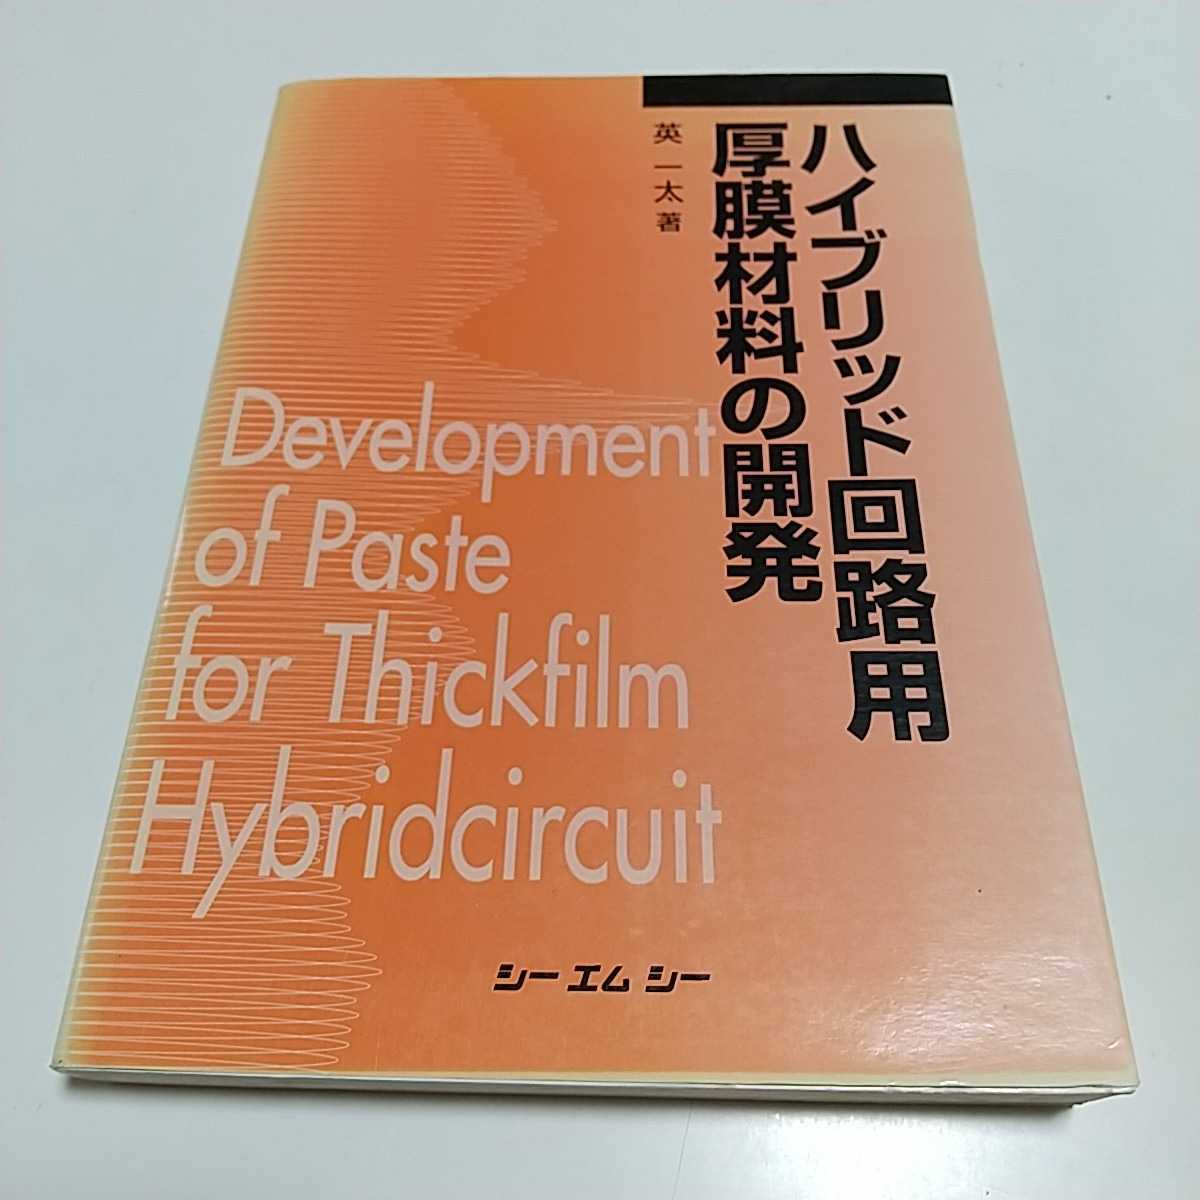 ハイブリッド回路用
厚膜材料の開発
英一太著
Development
of Paste
for Thickfilm
Hybridcircuit
シーエムシー